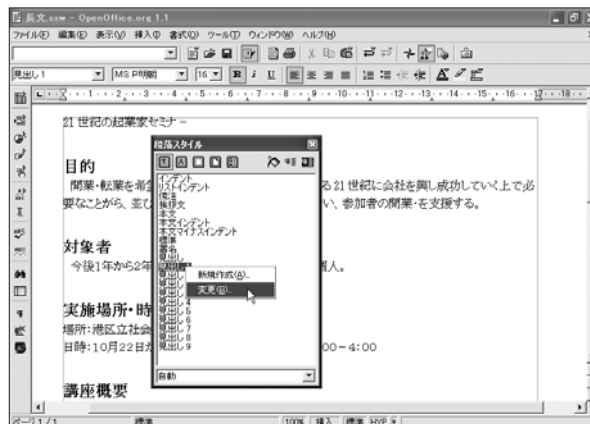 長文.sxw - OpenOffice.org 1.1
ファイル(F) 編集(E) 表示(V) 挿入(I) 書式(O) ツール(T) ウィンドウ(W) ヘルプ(H)
見出し1 MS P明朝 16 B i U
21 世紀の起業家セミナー
段落スタイル
目的
開業・転業を希
る 21 世紀に会社を興し成功していく上で必
要なことがら、並び
い、参加者の開業・を支援する。
インデント
リストインデント
挨拶文
本文
本文インデント
本文マイナスインデント
標準
署名
見出し
対象者
今後1年から2年
個人。
新規作成(A)...
変更(B)...
見出し 4
見出し 5
見出し 6
見出し 7
見出し 8
見出し 9
実施場所・時
場所：港区立社会
日時：10月22日
00－4:00
自動
講座概要
ページ 1 / 1 標準 100% 挿入 標準 HYP